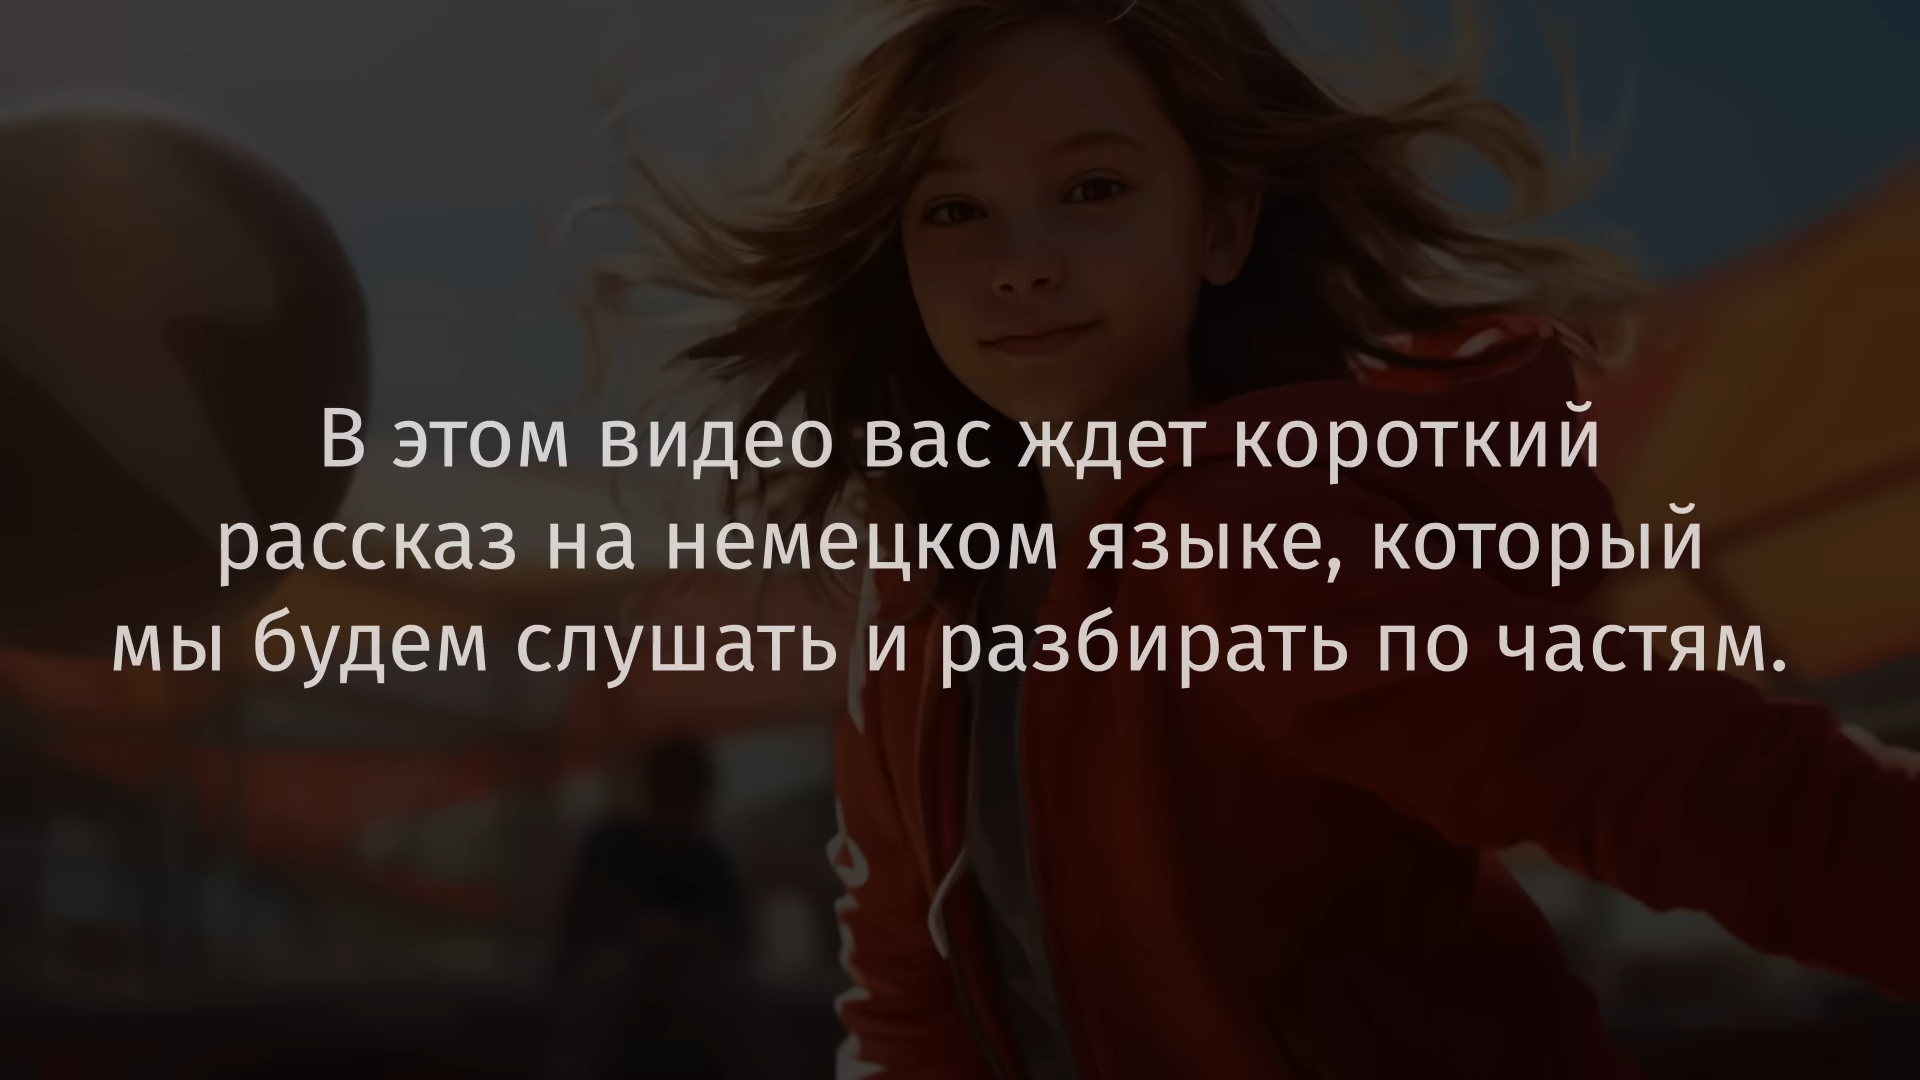 В этом видео вас ждет короткий
рассказ на немецком языке, который
мы будем слушать и разбирать по частям.